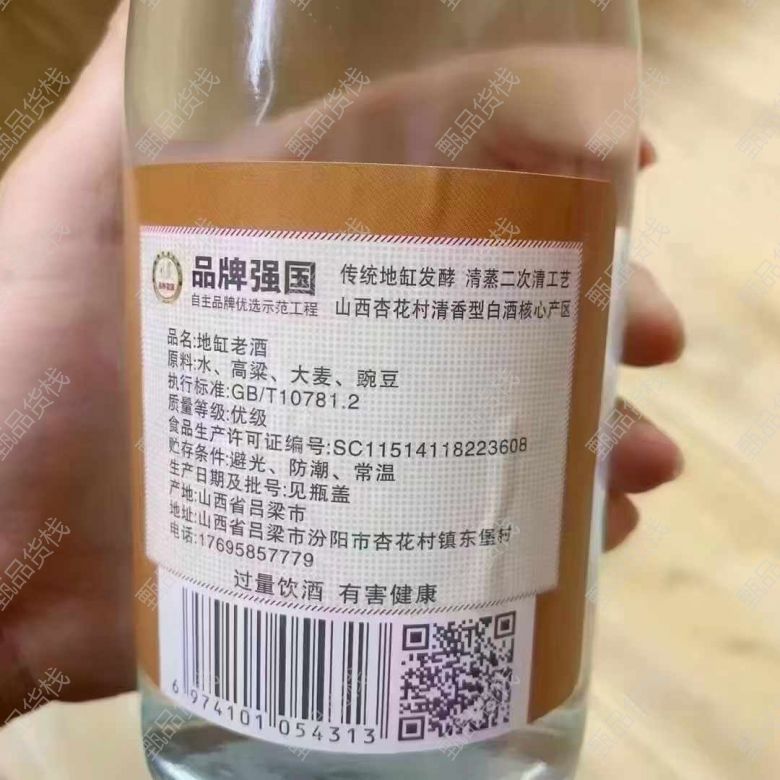 品牌强国
自主品牌优选示范工程
传统地缸发酵 清蒸二次清工艺
山西杏花村清香型白酒核心产区
品名:地缸老酒
原料:水、高粱、大麦、豌豆
执行标准:GB/T10781.2
质量等级:优级
食品生产许可证编号:SC11514118223608
贮存条件:避光、防潮、常温
生产日期及批号:见瓶盖
产地:山西省吕梁市
地址:山西省吕梁市汾阳市杏花村镇东堡村
电话:17695857779
过量饮酒 有害健康
6 974101 054313
甄品货栈